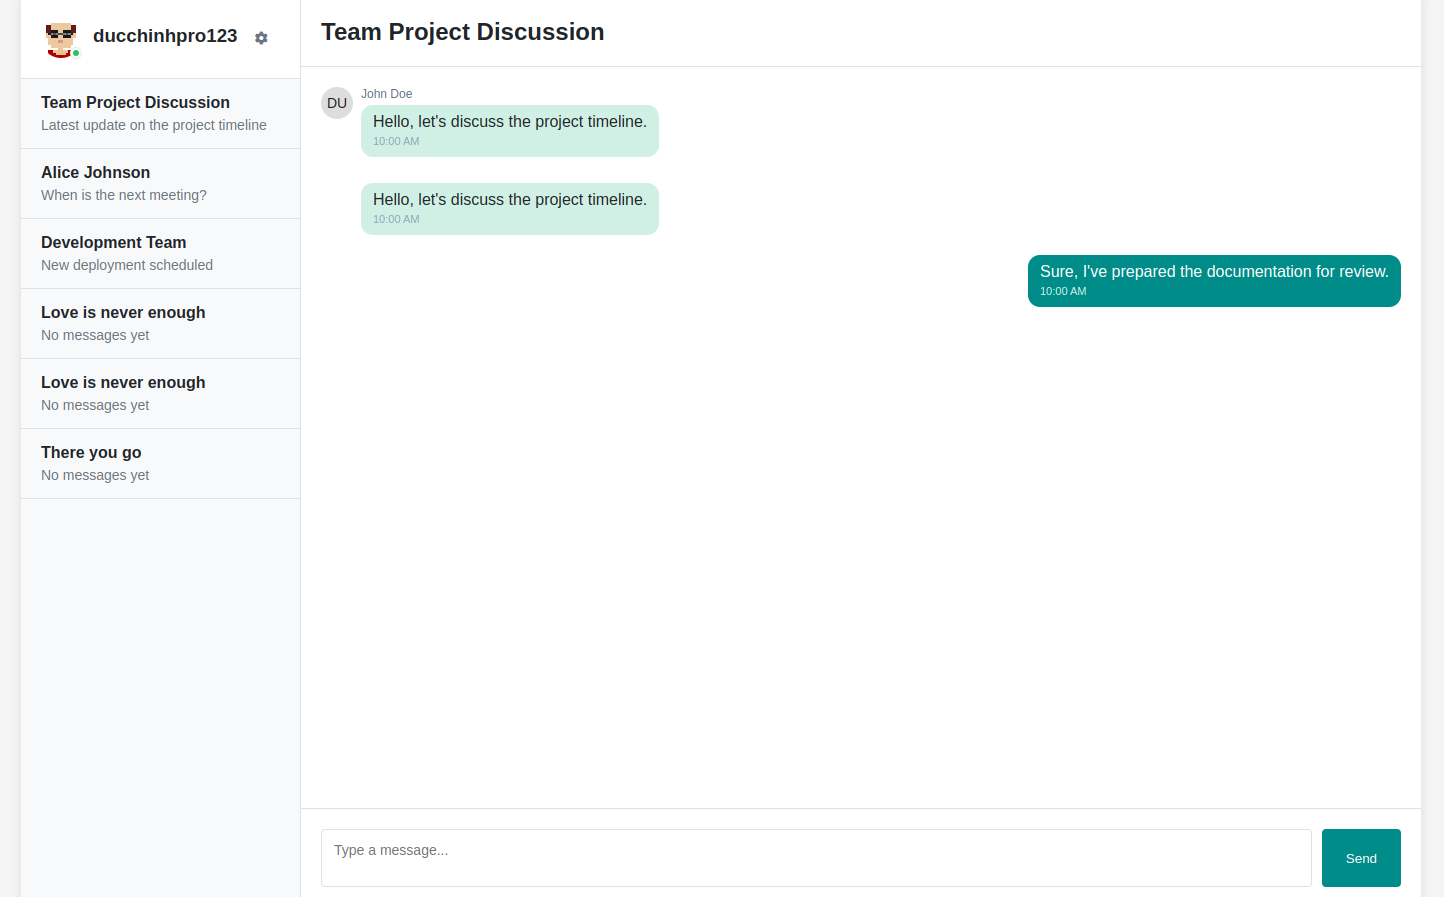 ducchinhpro123
Team Project Discussion
Latest update on the project timeline
Alice Johnson
When is the next meeting?
Development Team
New deployment scheduled
Love is never enough
No messages yet
Love is never enough
No messages yet
There you go
No messages yet
Team Project Discussion
DU
John Doe
Hello, let's discuss the project timeline.
10:00 AM
Hello, let's discuss the project timeline.
10:00 AM
Sure, I've prepared the documentation for review.
10:00 AM
Type a message...
Send